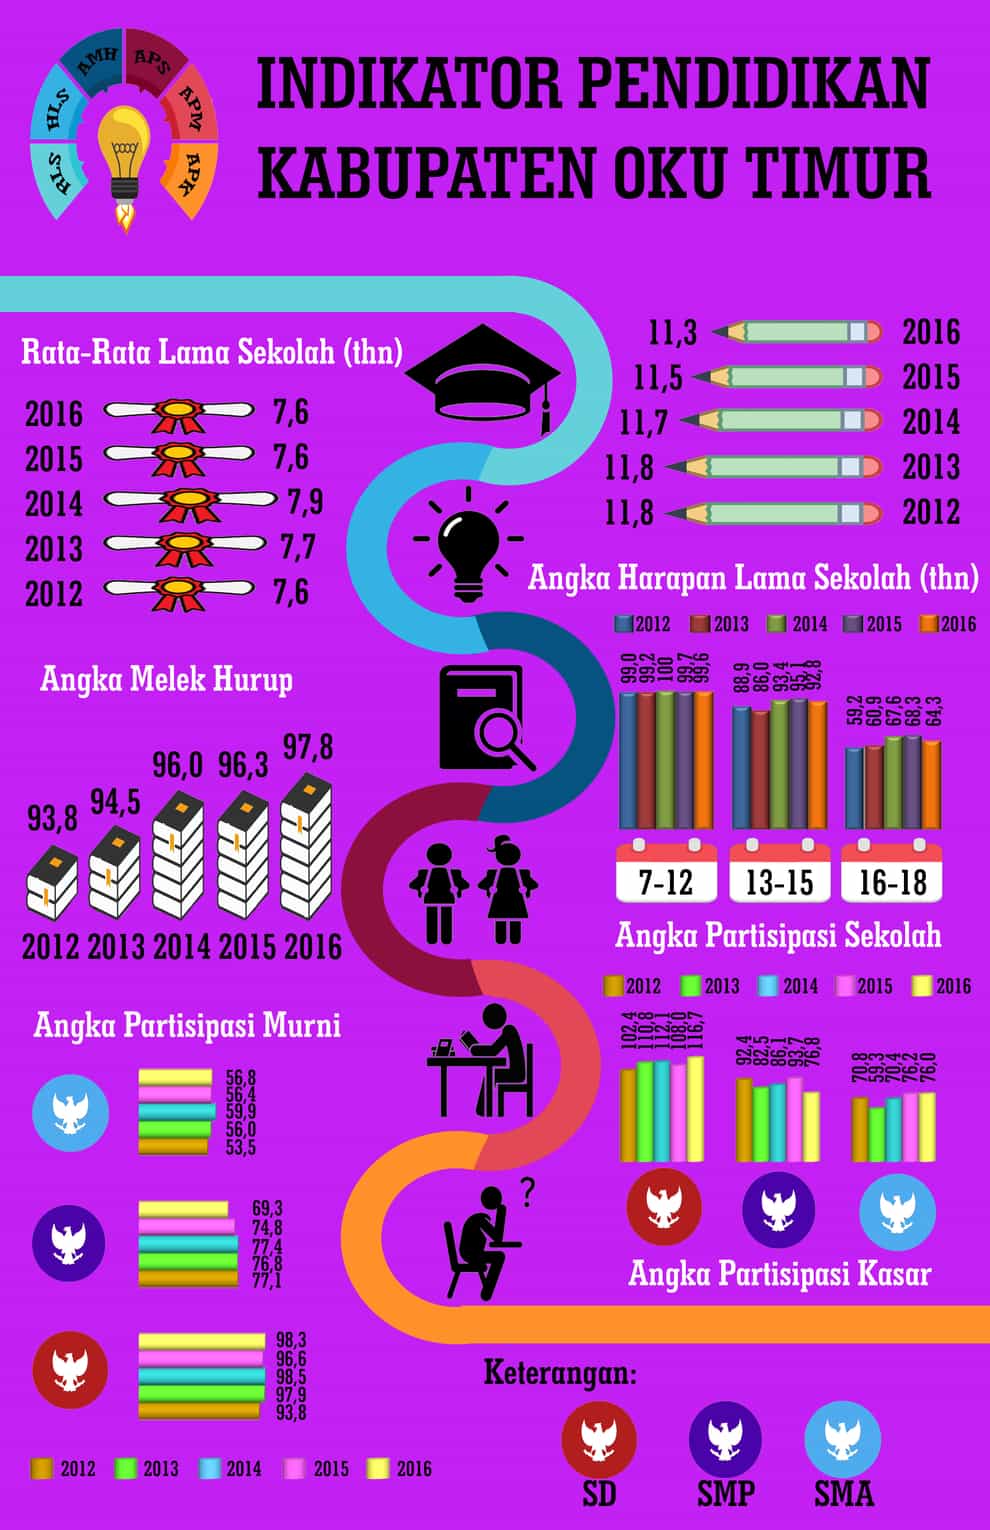 RLS
HLS
AMH
APS
APM
APK
INDIKATOR PENDIDIKAN
KABUPATEN OKU TIMUR
Rata-Rata Lama Sekolah (thn)
2016 7,6
2015 7,6
2014 7,9
2013 7,7
2012 7,6
11,3 2016
11,5 2015
11,7 2014
11,8 2013
11,8 2012
Angka Harapan Lama Sekolah (thn)
2012 2013 2014 2015 2016
99,0 99,2 100 99,7 99,6
88,9 86,0 93,4 95,1 92,8
59,2 60,9 67,6 68,3 64,3
7-12 13-15 16-18
Angka Partisipasi Sekolah
Angka Melek Hurup
93,8 94,5 96,0 96,3 97,8
2012 2013 2014 2015 2016
Angka Partisipasi Murni
56,8
56,4
59,9
56,0
53,5
69,3
74,8
77,4
76,8
77,1
98,3
96,6
98,5
97,9
93,8
2012 2013 2014 2015 2016
2012 2013 2014 2015 2016
102,4 110,8 112,1 108,0 116,7
92,4 82,5 86,1 93,7 76,8
70,8 59,3 70,4 76,2 76,0
?
Angka Partisipasi Kasar
Keterangan:
SD SMP SMA